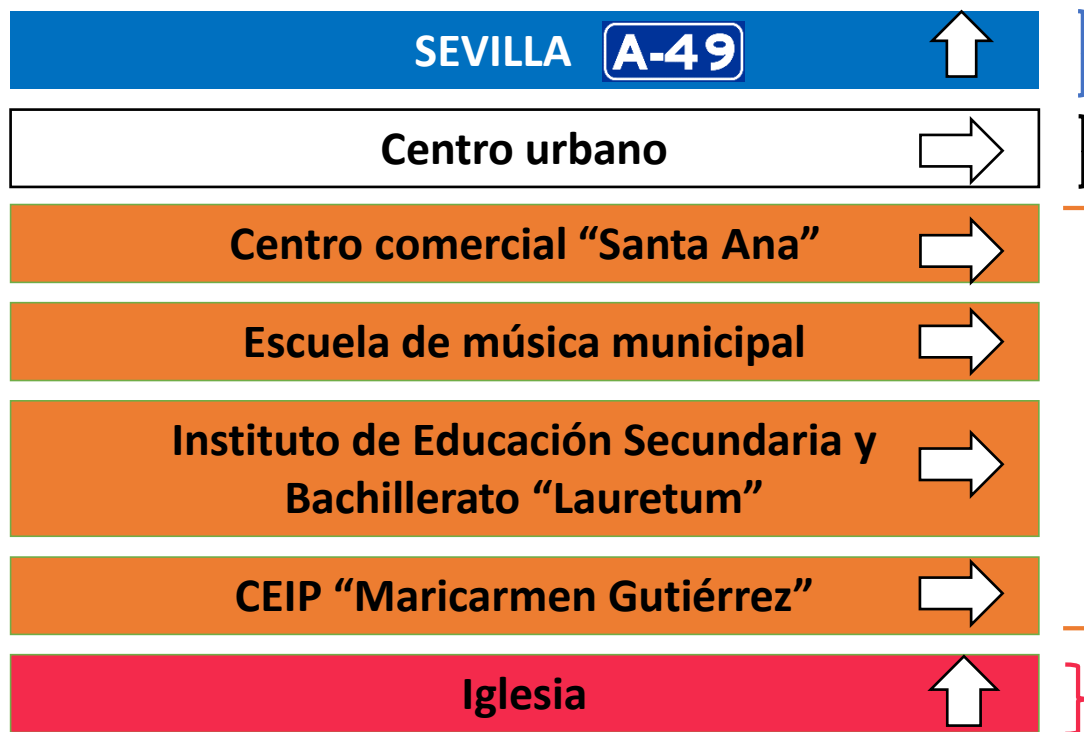 SEVILLA A-49
Centro urbano
Centro comercial “Santa Ana”
Escuela de música municipal
Instituto de Educación Secundaria y
Bachillerato “Lauretum”
CEIP “Maricarmen Gutiérrez”
Iglesia